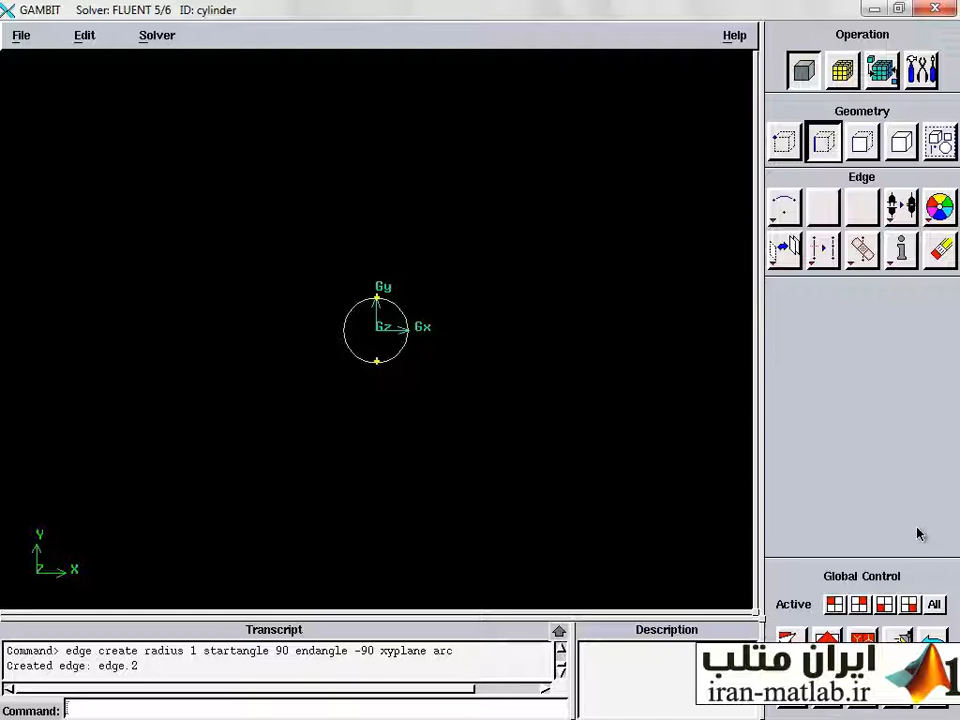 GAMBIT Solver: FLUENT 5/6 ID: cylinder
File Edit Solver Help
Operation
Geometry
Edge
Gy
Gz Gx
Y
Z X
Global Control
Active All
Transcript Description
Command> edge create radius 1 startangle 90 endangle -90 xyplane arc
Created edge: edge.2
Command:
ایران متلب
iran-matlab.ir
1